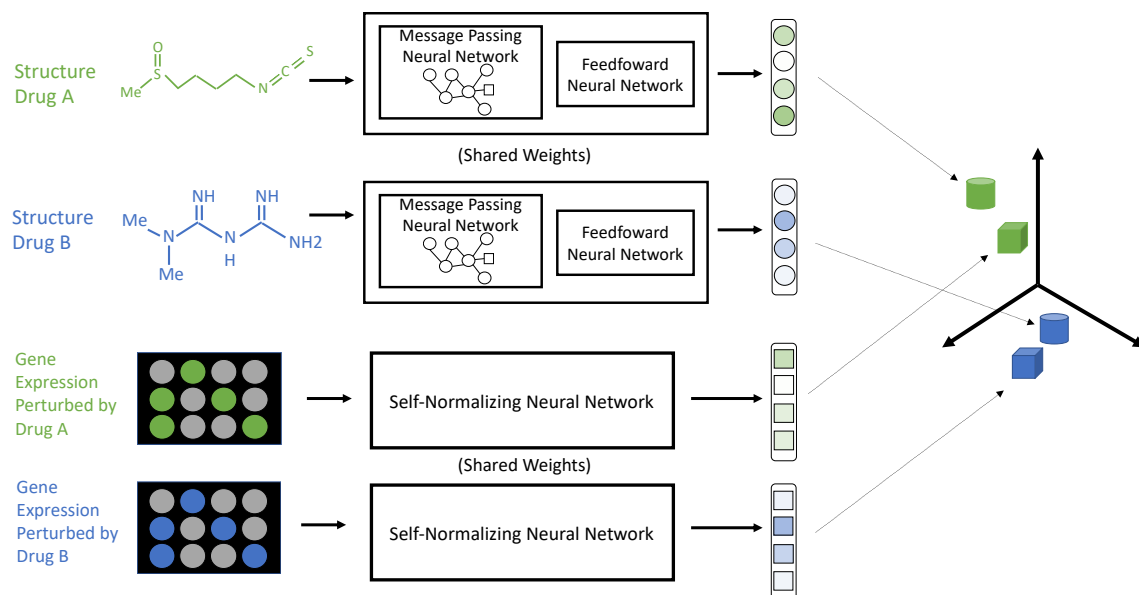 Structure
Drug A
O
S
Me
N
C
S
Message Passing
Neural Network
Feedfoward
Neural Network
(Shared Weights)
Structure
Drug B
NH
NH
Me
N
N
H
NH2
Me
Message Passing
Neural Network
Feedfoward
Neural Network
Gene
Expression
Perturbed by
Drug A
Self-Normalizing Neural Network
(Shared Weights)
Gene
Expression
Perturbed by
Drug B
Self-Normalizing Neural Network